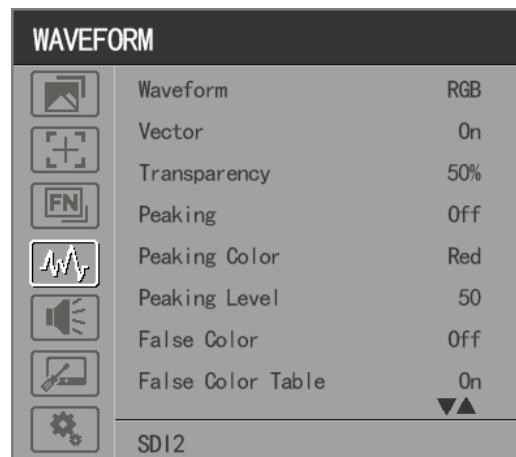 WAVEFORM
Waveform RGB
Vector On
Transparency 50%
FN
Peaking Off
Peaking Color Red
Peaking Level 50
False Color Off
False Color Table On
▼▲
SDI2